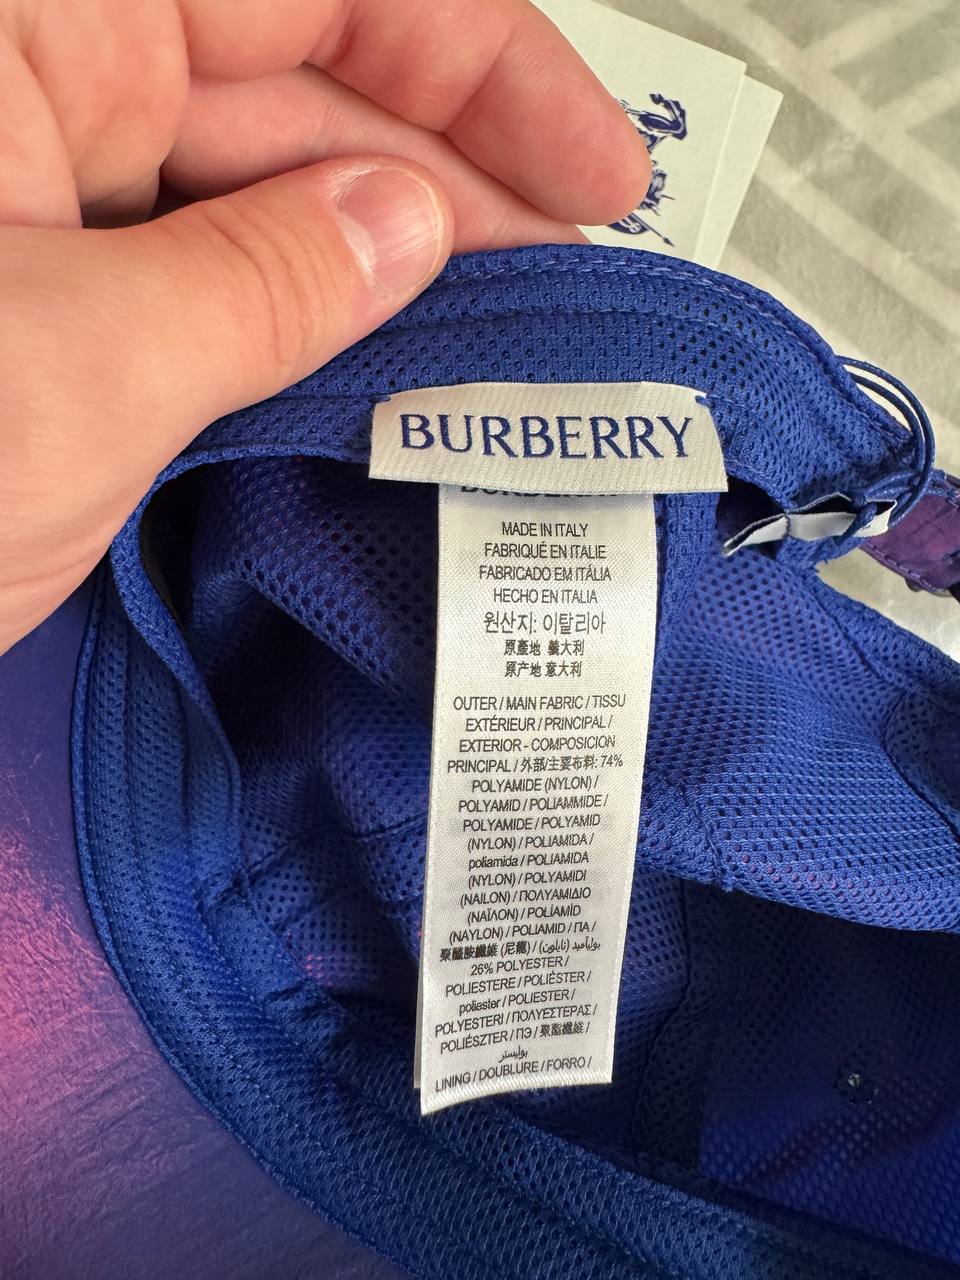 BURBERRY
MADE IN ITALY
FABRIQUÉ EN ITALIE
FABRICADO EM ITÁLIA
HECHO EN ITALIA
원산지: 이탈리아
原產地 義大利
原产地 意大利
OUTER / MAIN FABRIC / TISSU
EXTÉRIEUR / PRINCIPAL /
EXTERIOR - COMPOSICION
PRINCIPAL / 外部/主要布料: 74%
POLYAMIDE (NYLON) /
POLYAMID / POLIAMMIDE /
POLYAMIDE / POLYAMID
(NYLON) / POLIAMIDA /
poliamida / POLIAMIDA
(NYLON) / POLYAMIDI
(NAILON) / ΠΟΛΥΑΜΙΔΙΟ
(ΝΑΪΛΟΝ) / POLÍAMÍD
(NAYLON) / POLIAMID / ПА /
聚醯胺纖維 (尼龍) / بولياميد (نايلون) /
26% POLYESTER /
POLIESTERE / POLIÉSTER /
poliester / POLIESTER /
POLYESTERI / ΠΟΛΥΕΣΤΕΡΑΣ /
POLIÉSZTER / ПЭ / 聚酯纖維 /
بوليستر
LINING / DOUBLURE / FORRO /